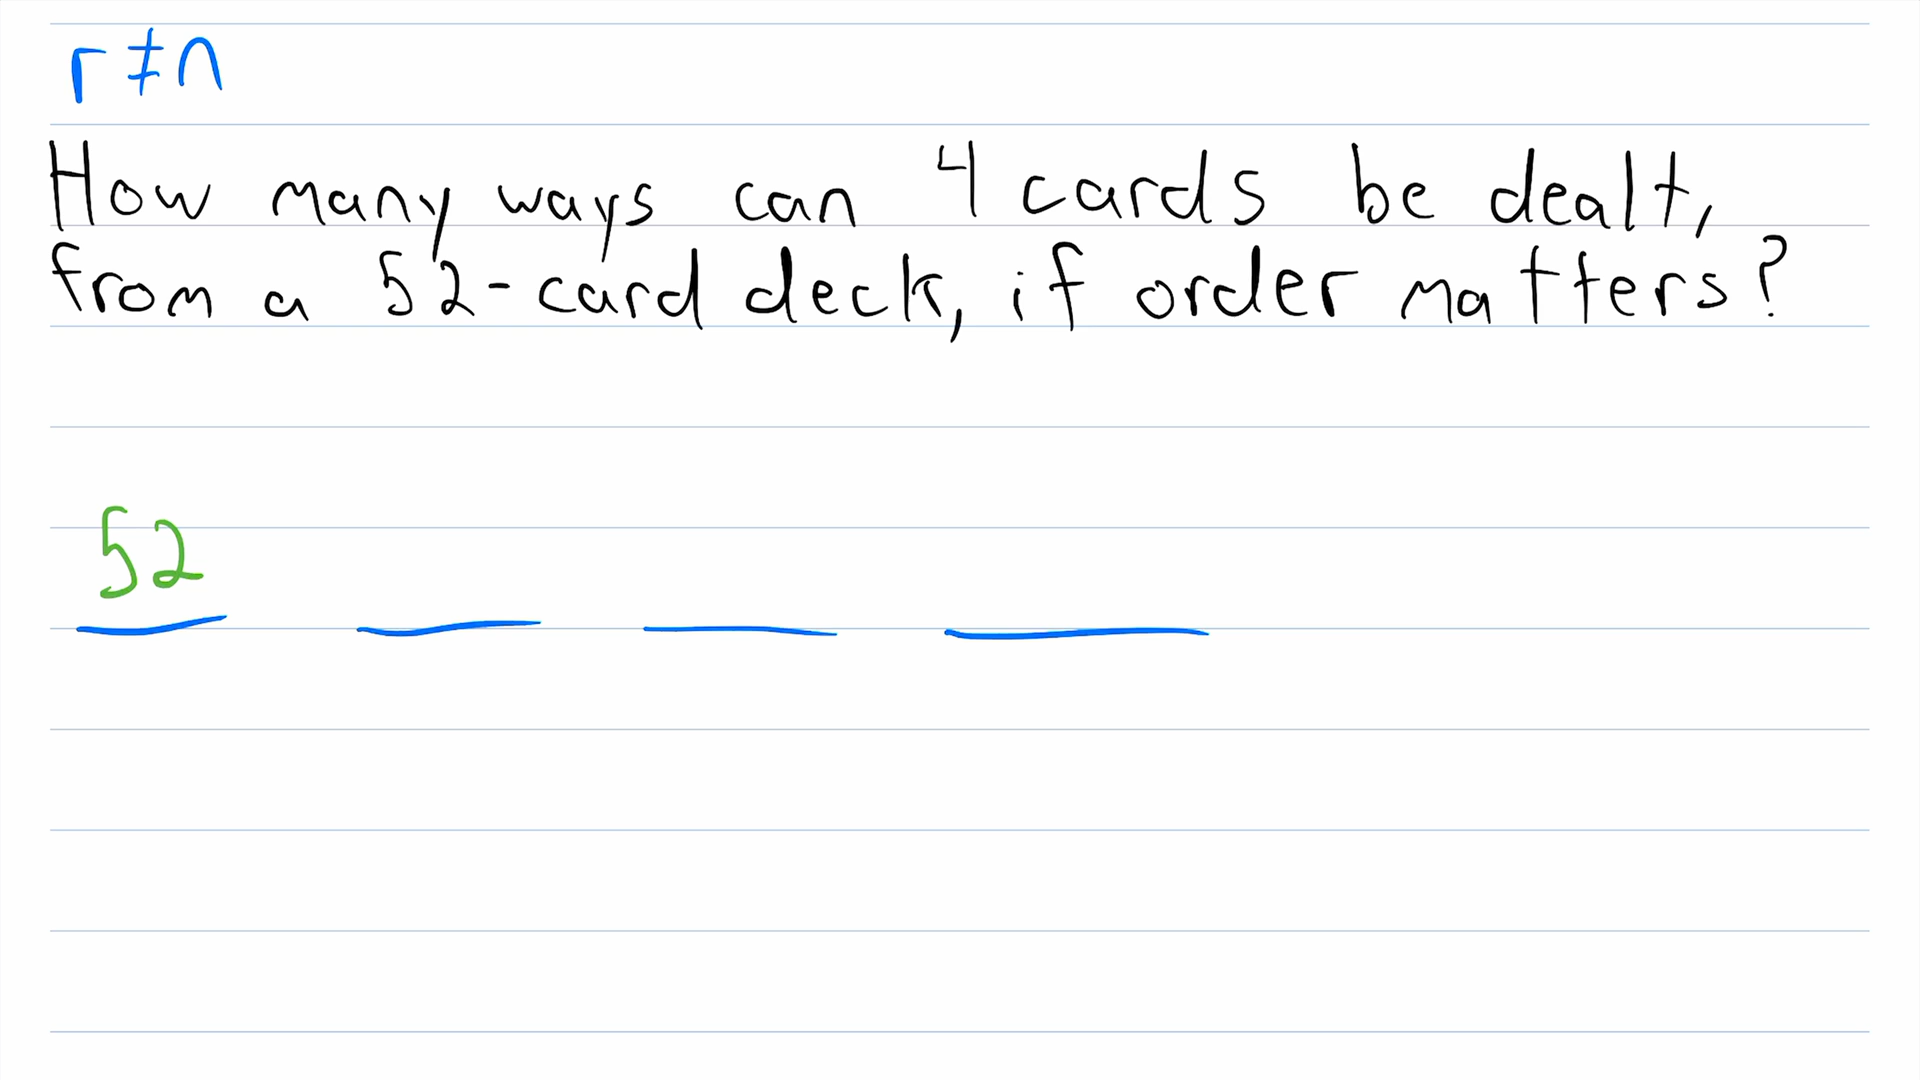 r≠n
How many ways can 4 cards be dealt,
from a 52-card deck, if order matters?
52